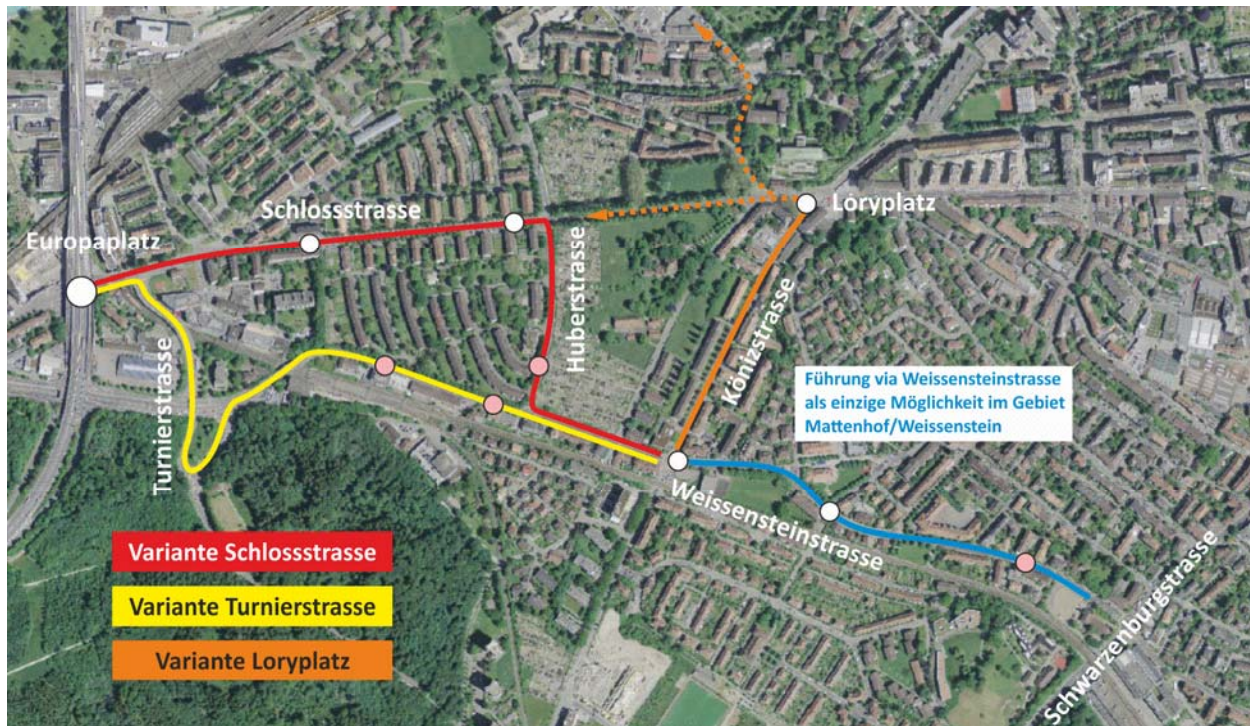 Schlossstrasse
Loryplatz
Europaplatz
Huberstrasse
Könizstrasse
Turnierstrasse
Führung via Weissensteinstrasse
als einzige Möglichkeit im Gebiet
Mattenhof/Weissenstein
Weissensteinstrasse
Schwarzenburgstrasse
Variante Schlossstrasse
Variante Turnierstrasse
Variante Loryplatz